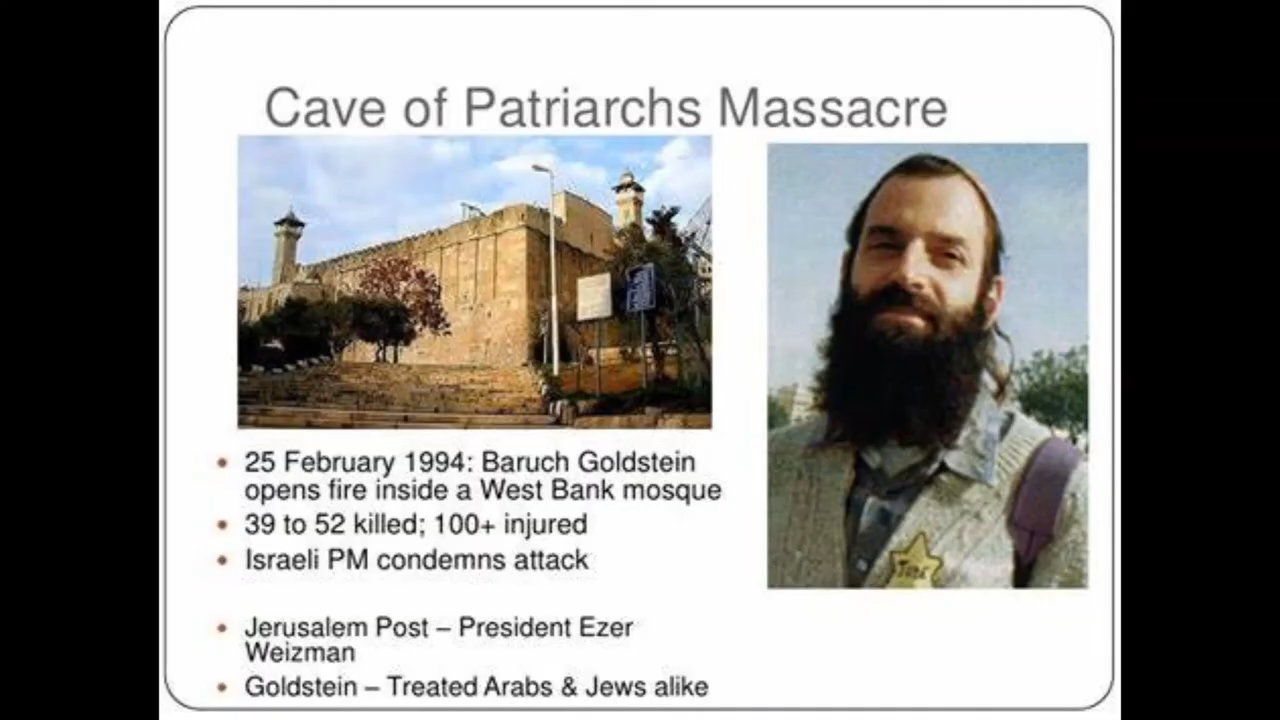 Cave of Patriarchs Massacre
• 25 February 1994: Baruch Goldstein
opens fire inside a West Bank mosque
• 39 to 52 killed; 100+ injured
• Israeli PM condemns attack
• Jerusalem Post – President Ezer
Weizman
• Goldstein – Treated Arabs & Jews alike